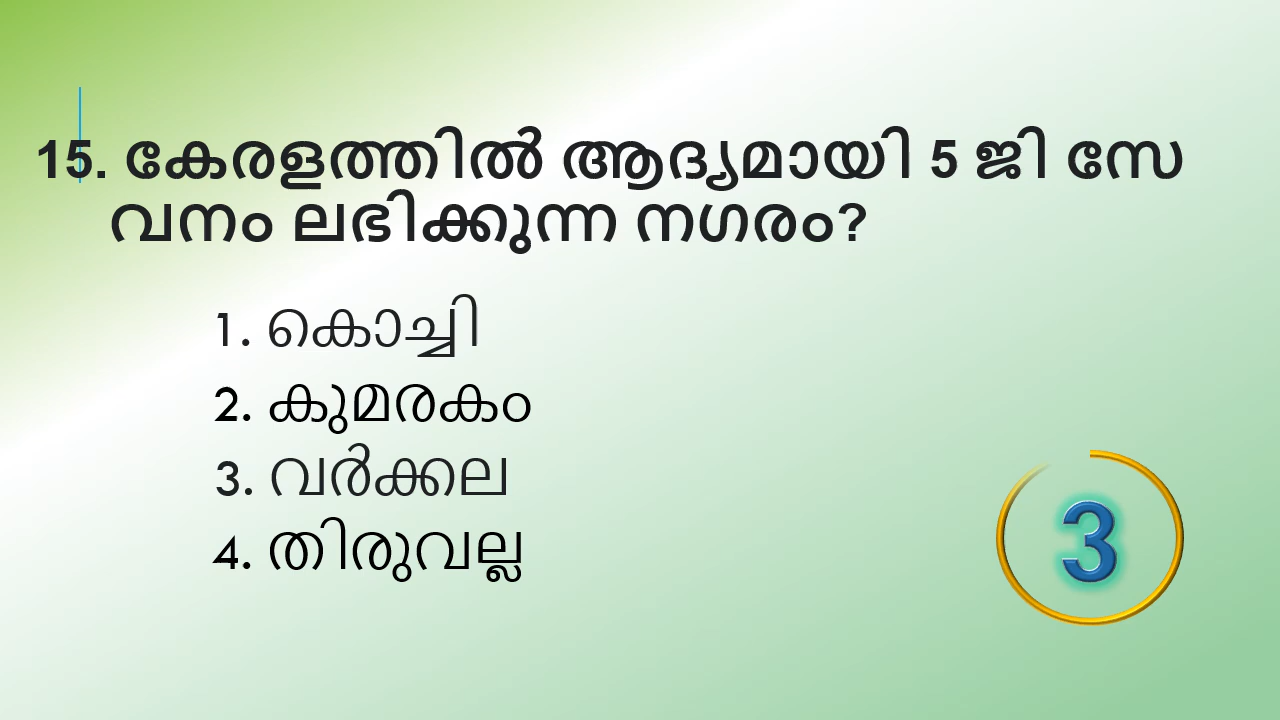 15. കേരളത്തിൽ ആദ്യമായി 5 ജി സേ
വനം ലഭിക്കുന്ന നഗരം?
1. കൊച്ചി
2. കുമരകം
3. വർക്കല
4. തിരുവല്ല
3